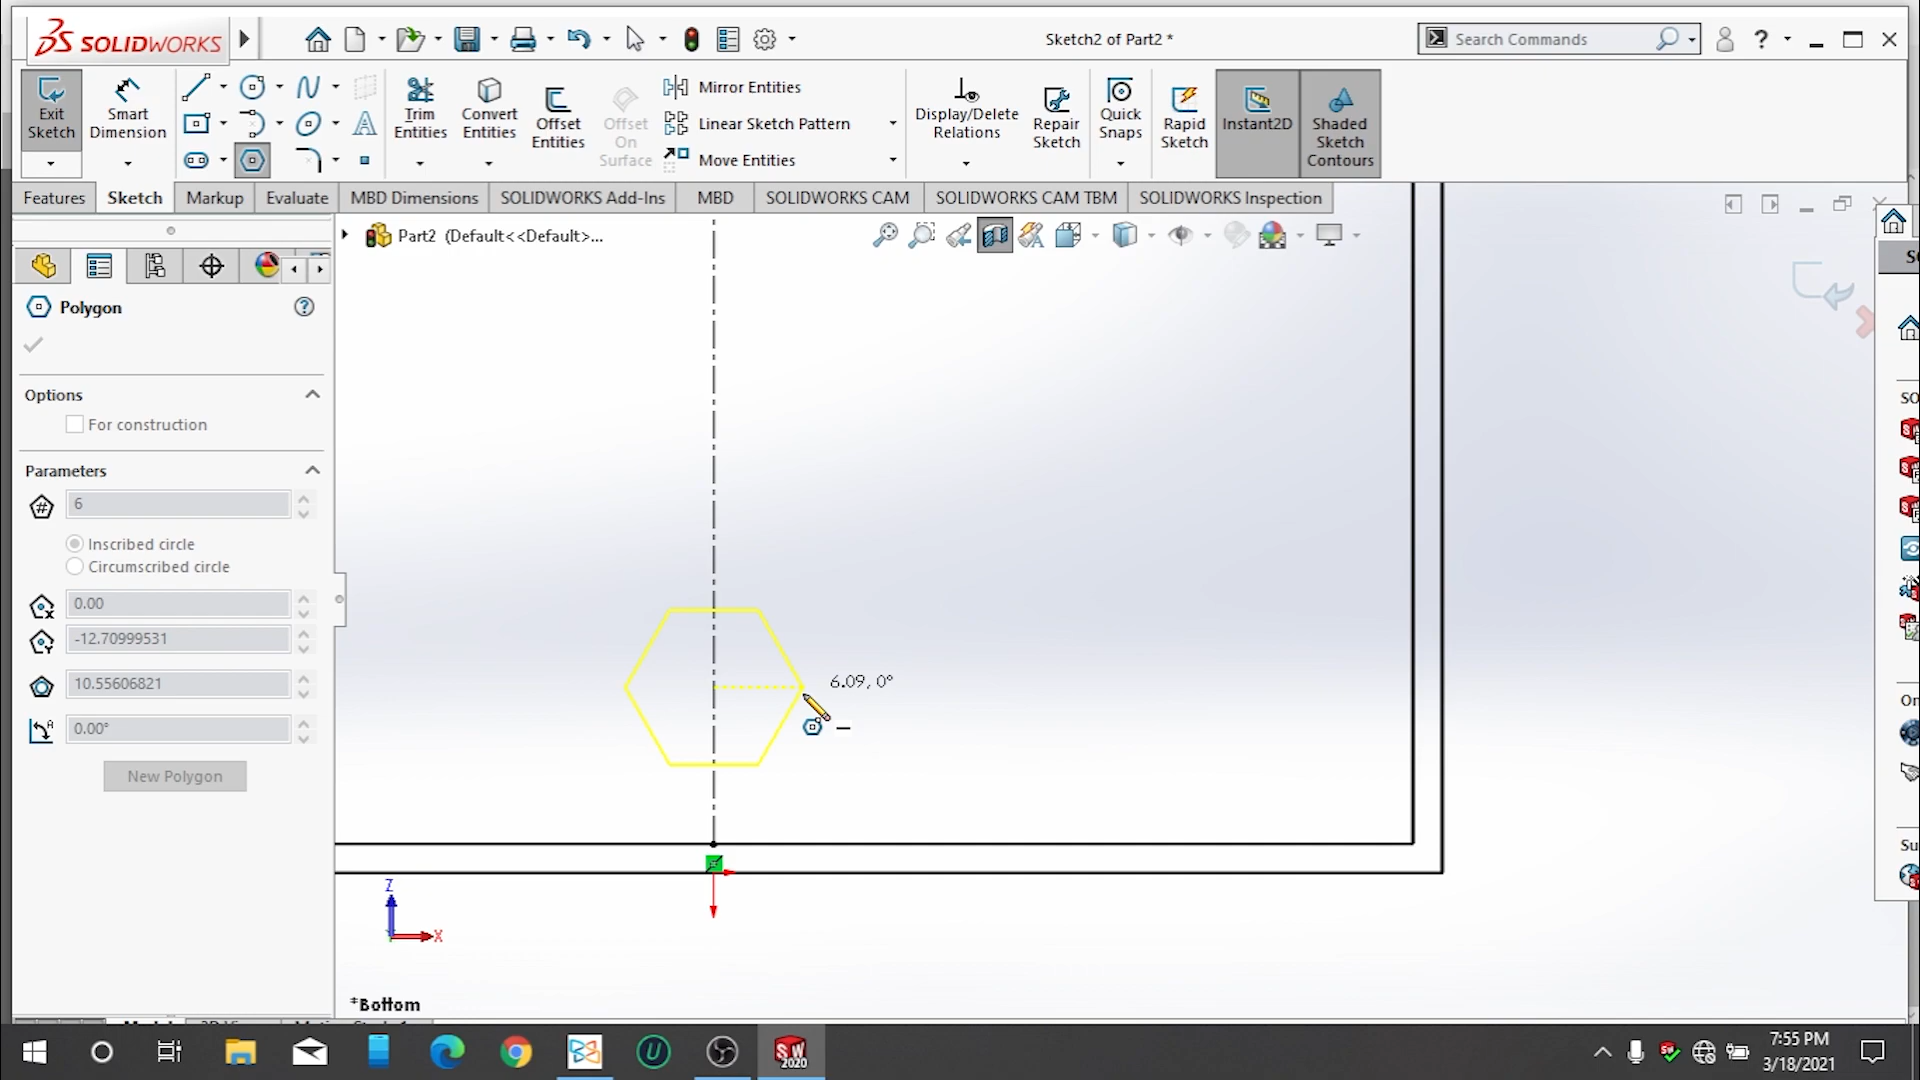 SOLIDWORKS
Sketch2 of Part2 *
Search Commands
?
Exit Sketch
Smart Dimension
Trim Entities
Convert Entities
Offset Entities
Offset On Surface
Mirror Entities
Linear Sketch Pattern
Move Entities
Display/Delete Relations
Repair Sketch
Quick Snaps
Rapid Sketch
Instant2D
Shaded Sketch Contours
Features
Sketch
Markup
Evaluate
MBD Dimensions
SOLIDWORKS Add-Ins
MBD
SOLIDWORKS CAM
SOLIDWORKS CAM TBM
SOLIDWORKS Inspection
Part2 (Default<<Default>...
Polygon
Options
For construction
Parameters
6
Inscribed circle
Circumscribed circle
0.00
-12.70999531
10.55606821
0.00°
New Polygon
6.09, 0°
Z
X
*Bottom
SW
2020
7:55 PM
3/18/2021